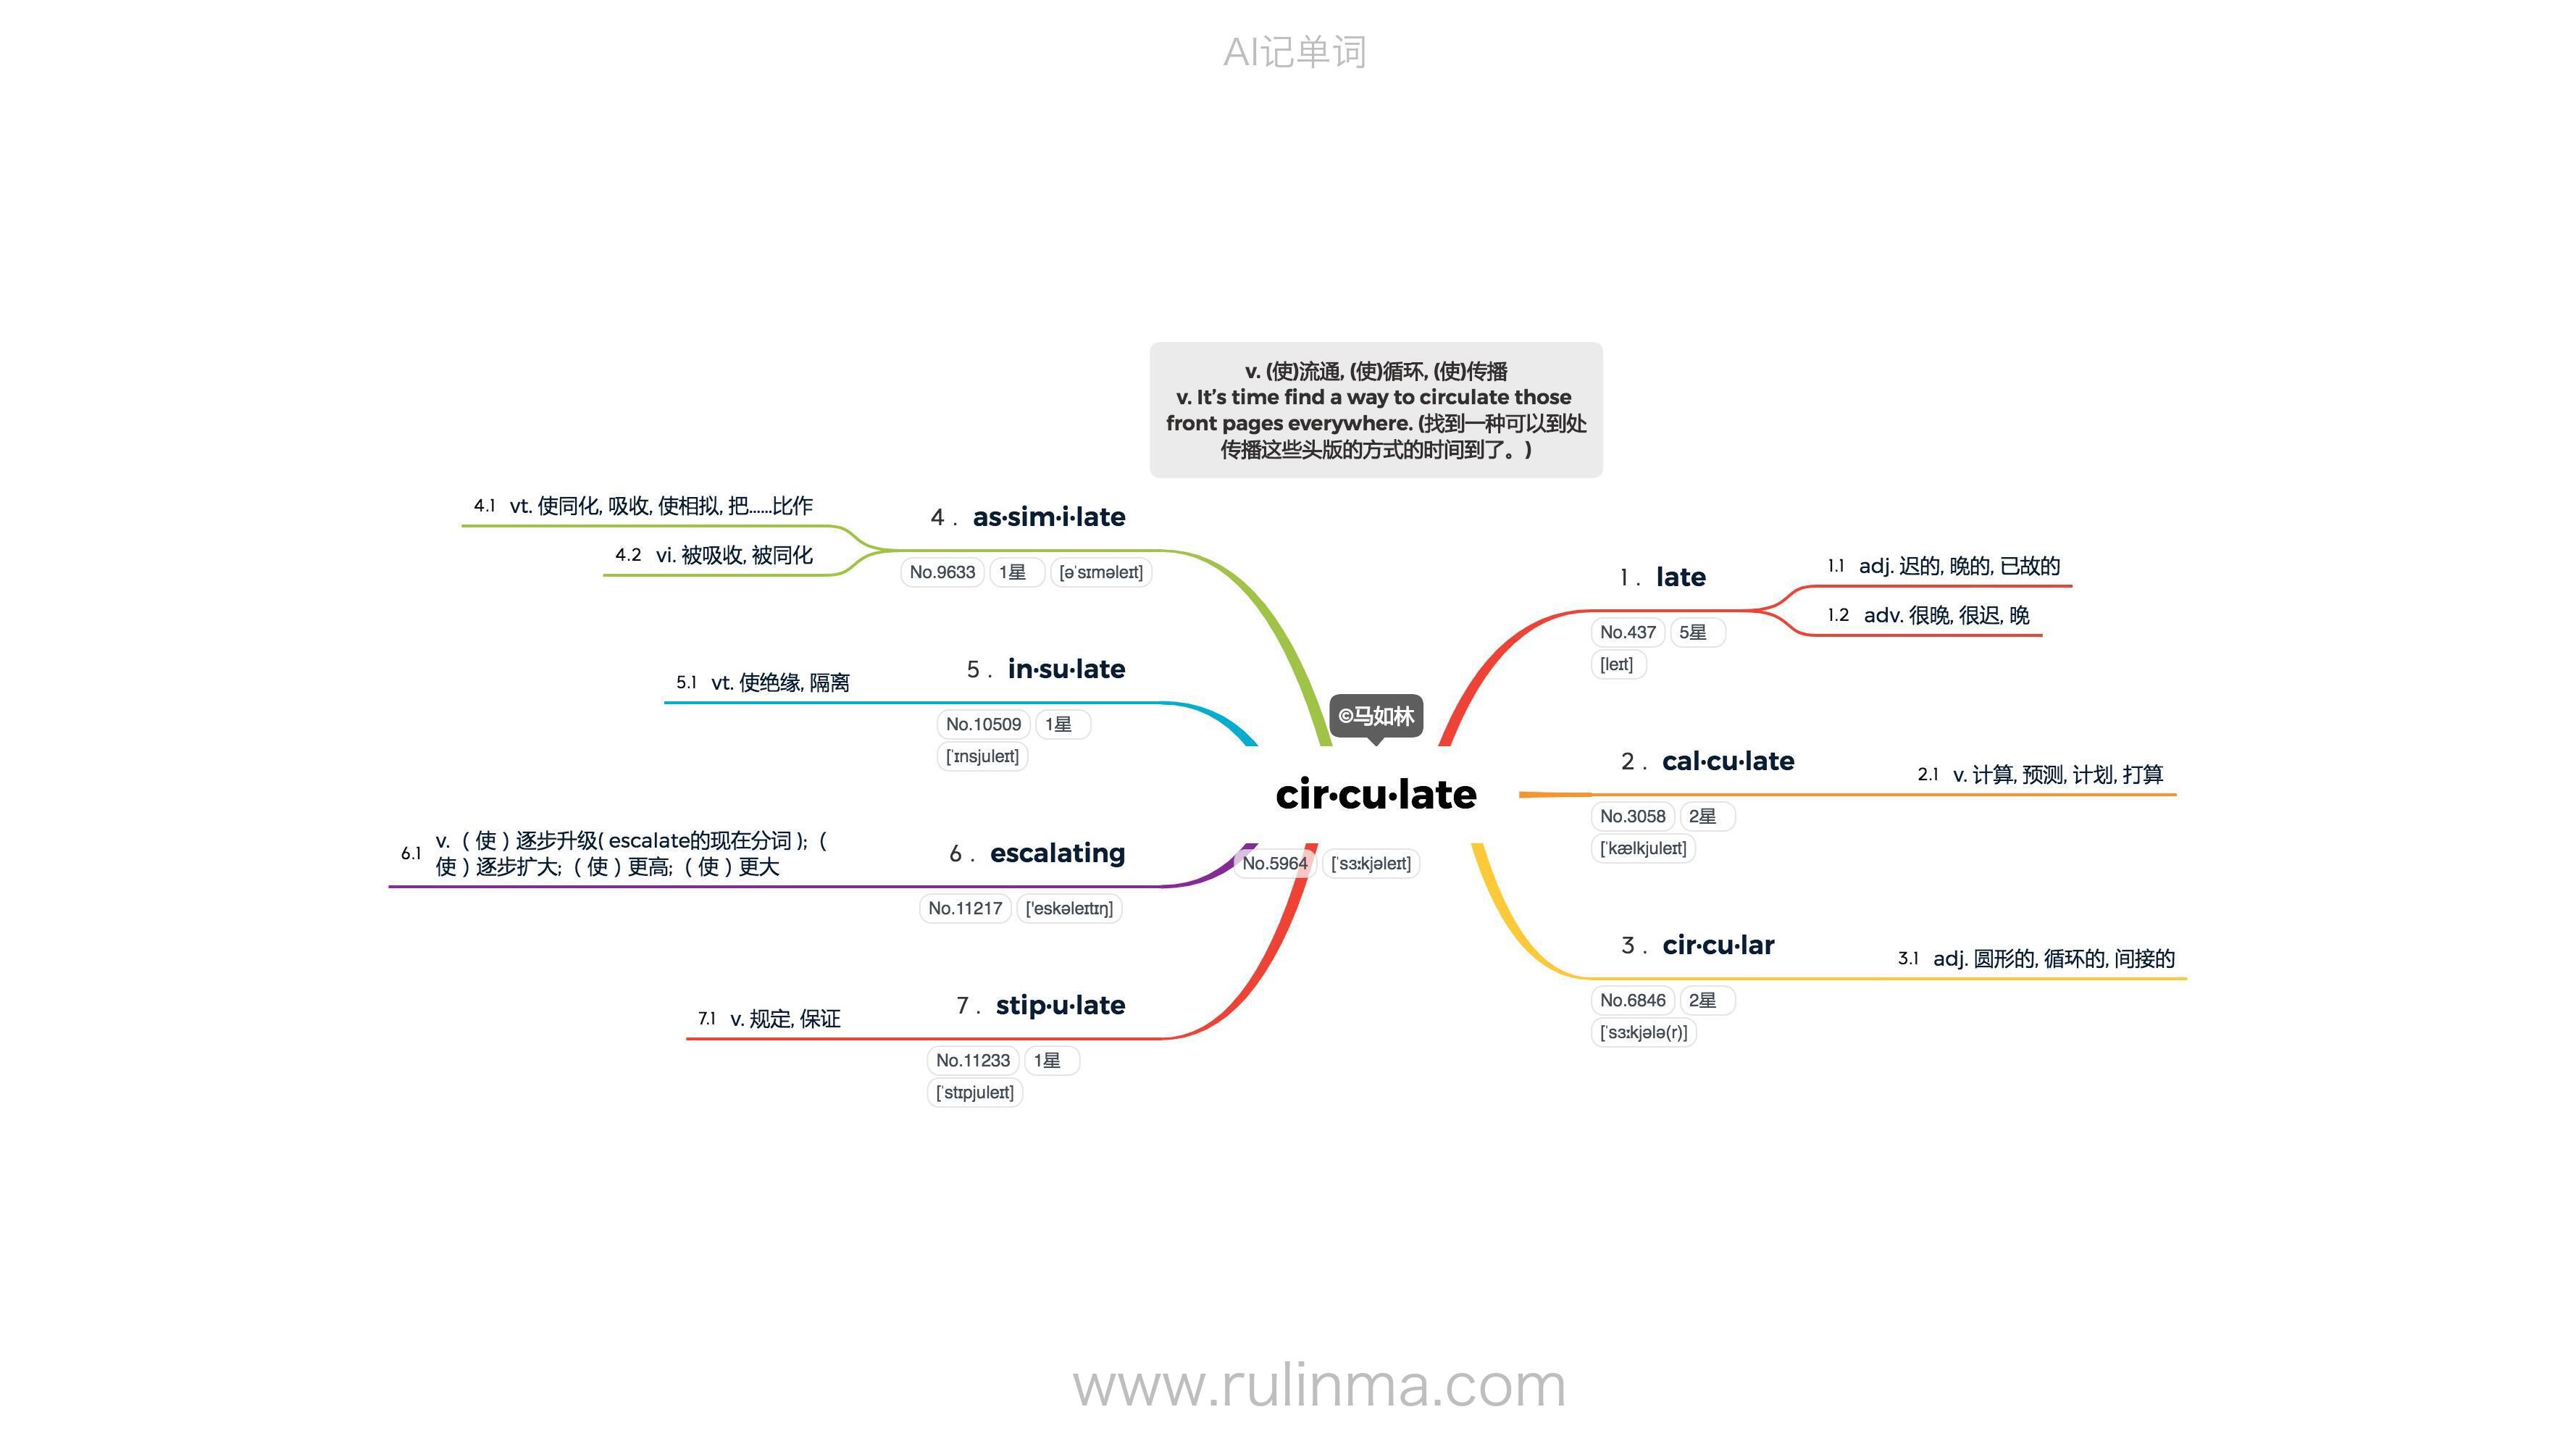 AI记单词
v. (使)流通, (使)循环, (使)传播
v. It’s time find a way to circulate those
front pages everywhere. (找到一种可以到处
传播这些头版的方式的时间到了。)
©马如林
cir·cu·late
No.5964 [ˈsɜːkjəleɪt]
1 . late
No.437 5星
[leɪt]
1.1 adj. 迟的, 晚的, 已故的
1.2 adv. 很晚, 很迟, 晚
2 . cal·cu·late
No.3058 2星
[ˈkælkjuleɪt]
2.1 v. 计算, 预测, 计划, 打算
3 . cir·cu·lar
No.6846 2星
[ˈsɜːkjələ(r)]
3.1 adj. 圆形的, 循环的, 间接的
4 . as·sim·i·late
No.9633 1星 [əˈsɪməleɪt]
4.1 vt. 使同化, 吸收, 使相拟, 把……比作
4.2 vi. 被吸收, 被同化
5 . in·su·late
No.10509 1星
[ˈɪnsjuleɪt]
5.1 vt. 使绝缘, 隔离
6 . escalating
No.11217 ['eskəleɪtɪŋ]
6.1 v.（使）逐步升级( escalate的现在分词 );（
使）逐步扩大;（使）更高;（使）更大
7 . stip·u·late
No.11233 1星
[ˈstɪpjuleɪt]
7.1 v. 规定, 保证
www.rulinma.com